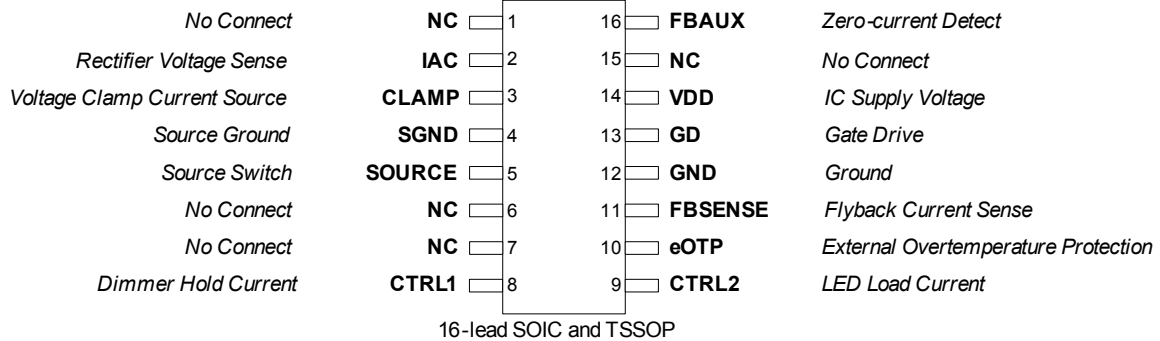 No Connect NC 1 16 FBAUX Zero-current Detect
Rectifier Voltage Sense IAC 2 15 NC No Connect
Voltage Clamp Current Source CLAMP 3 14 VDD IC Supply Voltage
Source Ground SGND 4 13 GD Gate Drive
Source Switch SOURCE 5 12 GND Ground
No Connect NC 6 11 FBSENSE Flyback Current Sense
No Connect NC 7 10 eOTP External Overtemperature Protection
Dimmer Hold Current CTRL1 8 9 CTRL2 LED Load Current
16-lead SOIC and TSSOP